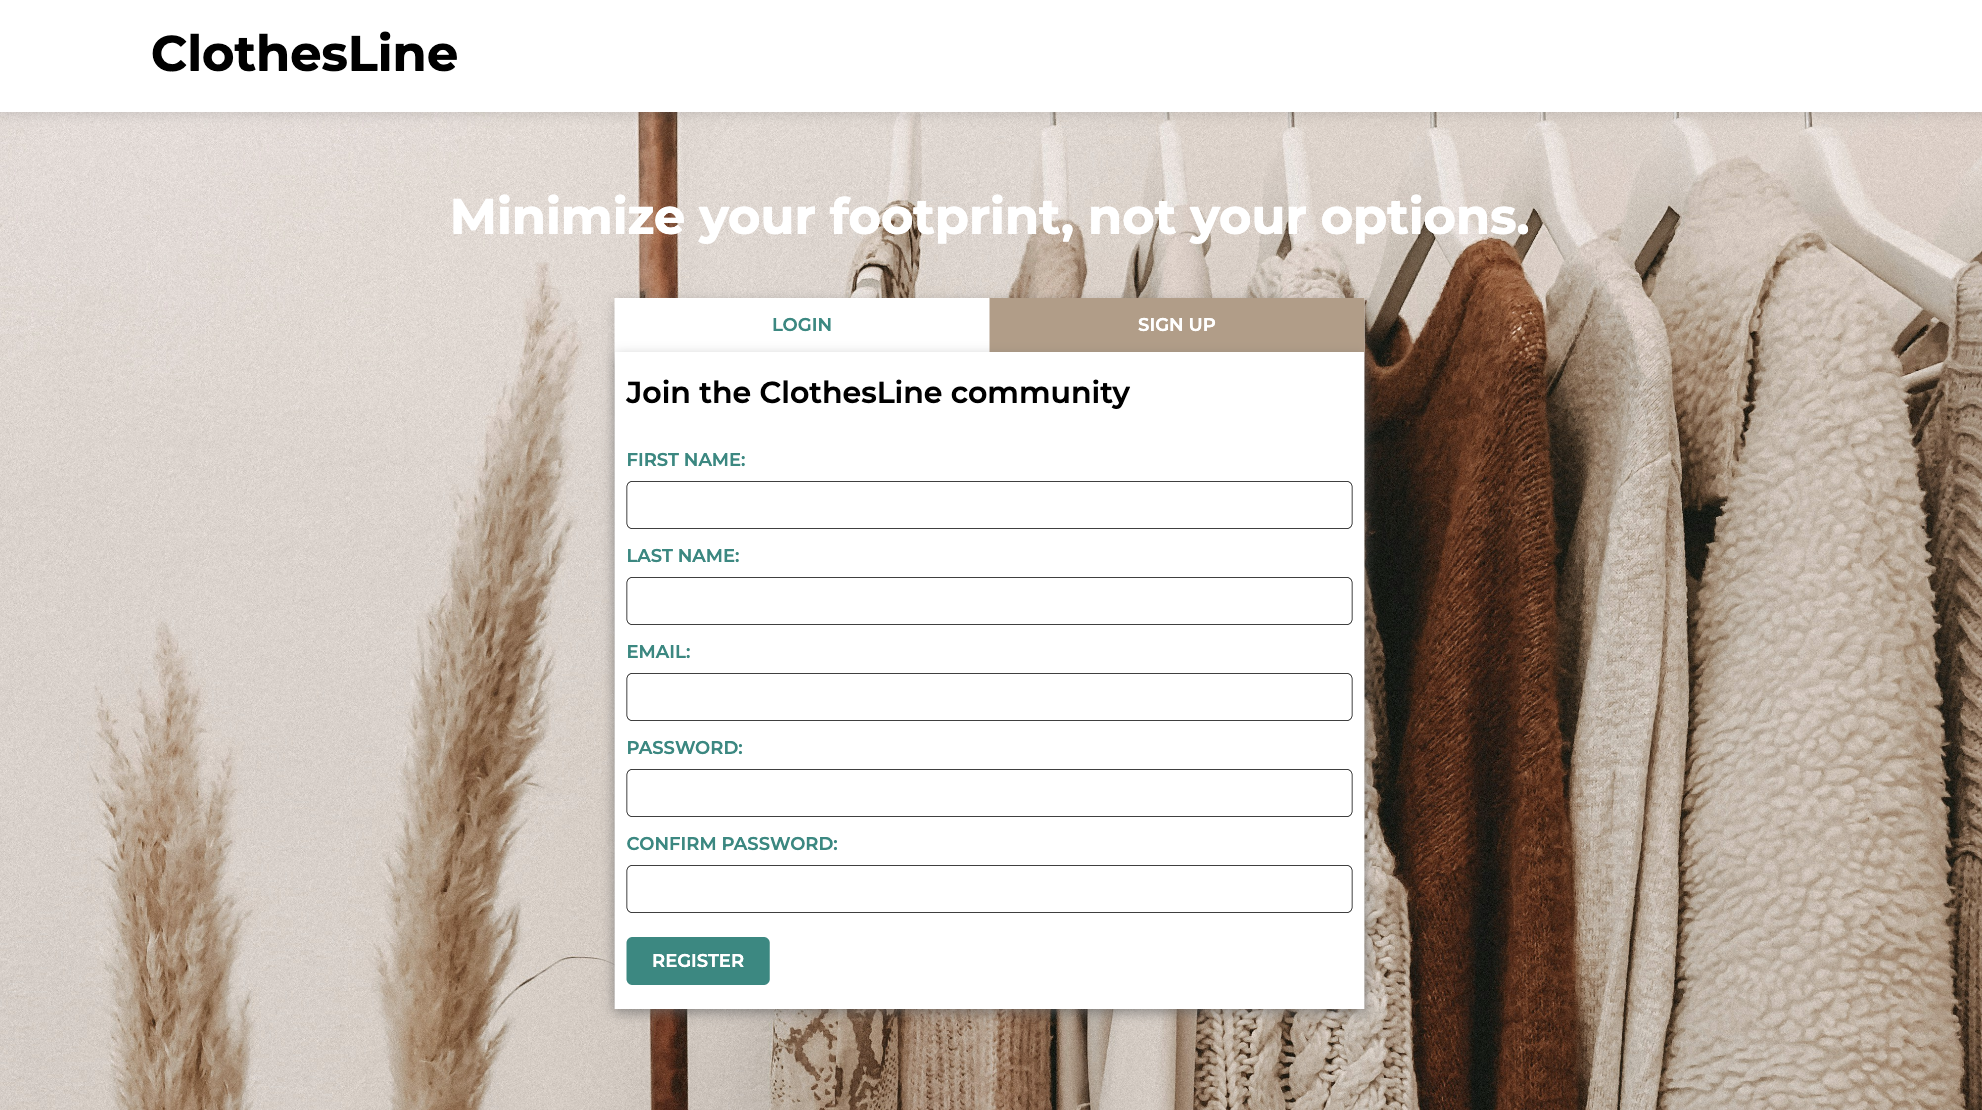 ClothesLine
Minimize your footprint, not your options.
LOGIN
SIGN UP
Join the ClothesLine community
FIRST NAME:
LAST NAME:
EMAIL:
PASSWORD:
CONFIRM PASSWORD:
REGISTER